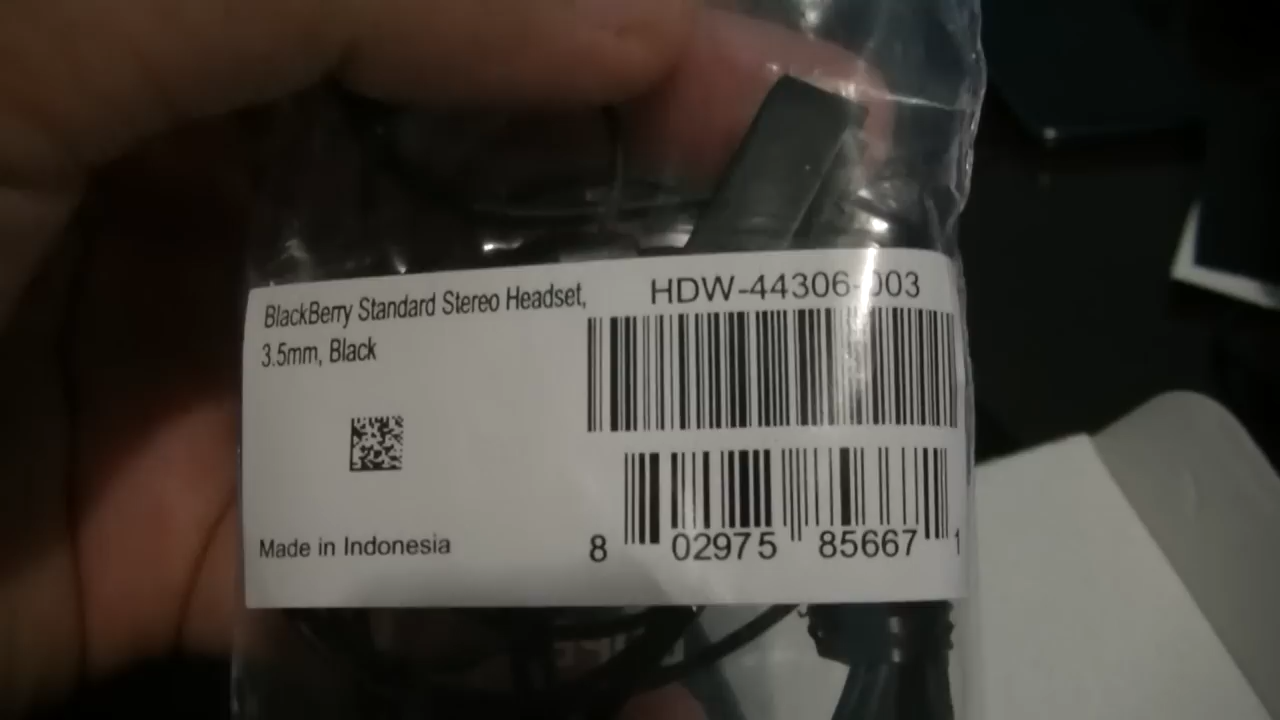 BlackBerry Standard Stereo Headset,
3.5mm, Black
HDW-44306-003
Made in Indonesia
8 02975 85667 1